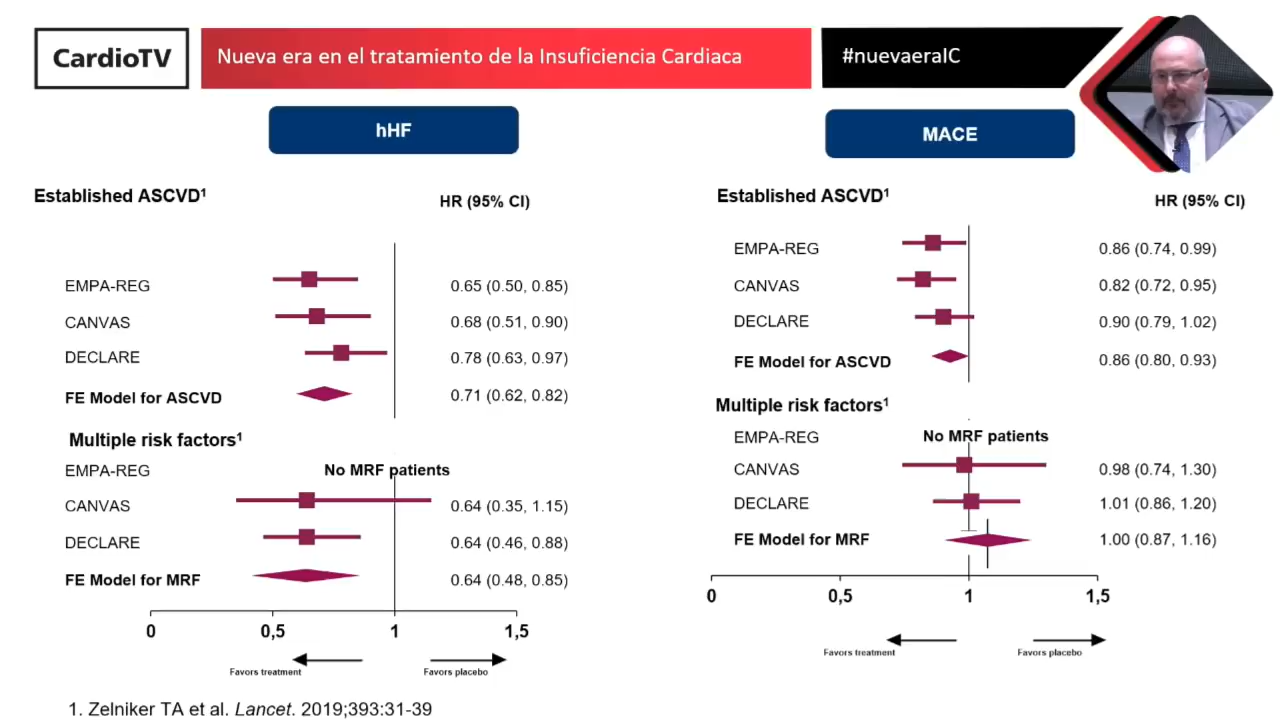 CardioTV
Nueva era en el tratamiento de la Insuficiencia Cardiaca
#nuevaeraIC
hHF
Established ASCVD¹
HR (95% CI)
EMPA-REG 0.65 (0.50, 0.85)
CANVAS 0.68 (0.51, 0.90)
DECLARE 0.78 (0.63, 0.97)
FE Model for ASCVD 0.71 (0.62, 0.82)
Multiple risk factors¹
EMPA-REG No MRF patients
CANVAS 0.64 (0.35, 1.15)
DECLARE 0.64 (0.46, 0.88)
FE Model for MRF 0.64 (0.48, 0.85)
0 0,5 1 1,5
Favors treatment Favors placebo
MACE
Established ASCVD¹
HR (95% CI)
EMPA-REG 0.86 (0.74, 0.99)
CANVAS 0.82 (0.72, 0.95)
DECLARE 0.90 (0.79, 1.02)
FE Model for ASCVD 0.86 (0.80, 0.93)
Multiple risk factors¹
EMPA-REG No MRF patients
CANVAS 0.98 (0.74, 1.30)
DECLARE 1.01 (0.86, 1.20)
FE Model for MRF 1.00 (0.87, 1.16)
0 0,5 1 1,5
Favors treatment Favors placebo
1. Zelniker TA et al. Lancet. 2019;393:31-39